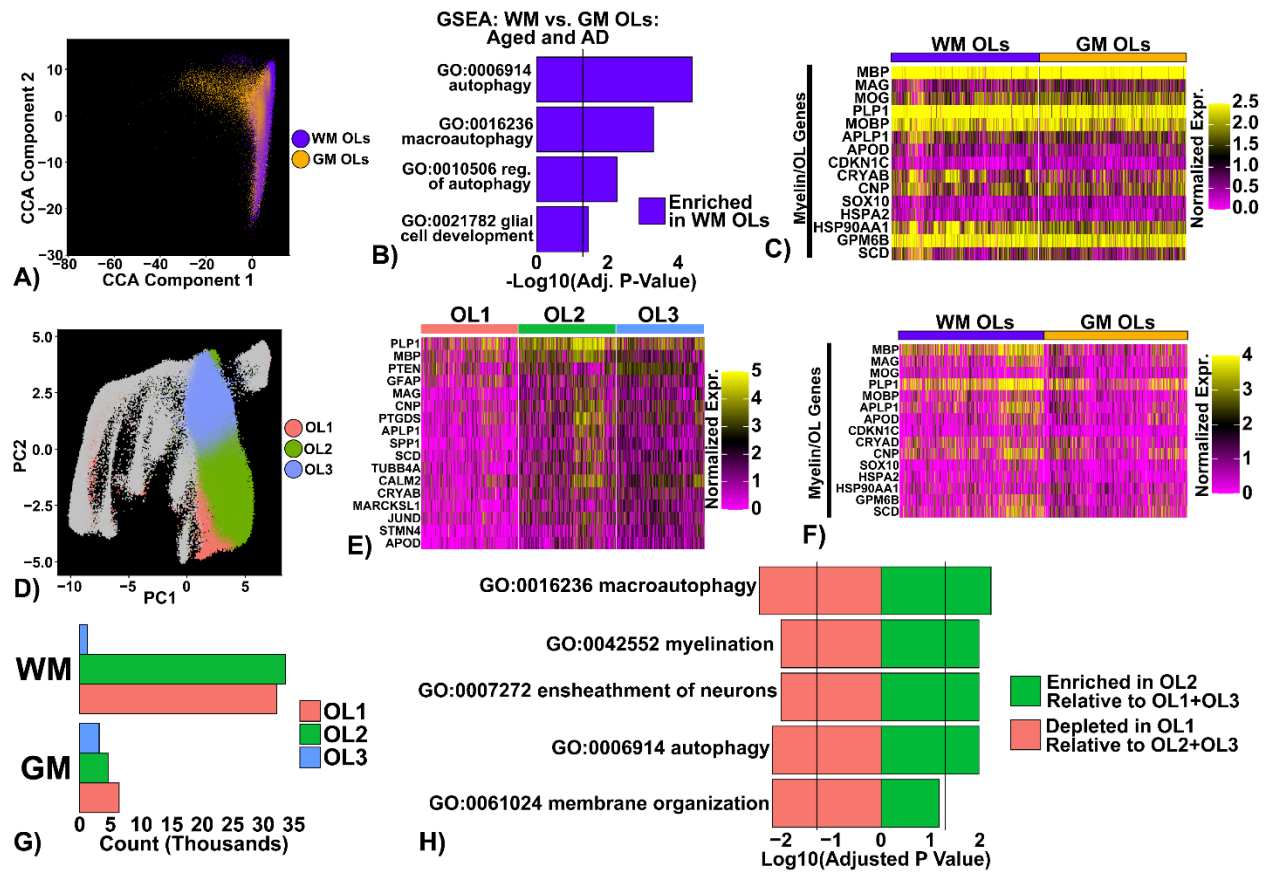 A)
10
0
−10
−20
−30
−80
−60
−40
−20
0
CCA Component 2
CCA Component 1
WM OLs
GM OLs
B)
GSEA: WM vs. GM OLs:
Aged and AD
GO:0006914
autophagy
GO:0016236
macroautophagy
GO:0010506 reg.
of autophagy
GO:0021782 glial
cell development
0
2
4
-Log10(Adj. P-Value)
Enriched
in WM OLs
C)
WM OLs
GM OLs
Myelin/OL Genes
MBP
MAG
MOG
PLP1
MOBP
APLP1
APOD
CDKN1C
CRYAB
CNP
SOX10
HSPA2
HSP90AA1
GPM6B
SCD
Normalized Expr.
2.5
2.0
1.5
1.0
0.5
0.0
D)
5.0
2.5
0.0
−2.5
−5.0
−10
−5
0
5
PC2
PC1
OL1
OL2
OL3
E)
OL1
OL2
OL3
PLP1
MBP
PTEN
GFAP
MAG
CNP
PTGDS
APLP1
SPP1
SCD
TUBB4A
CALM2
CRYAB
MARCKSL1
JUND
STMN4
APOD
Normalized Expr.
5
4
3
2
1
0
F)
WM OLs
GM OLs
Myelin/OL Genes
MBP
MAG
MOG
PLP1
MOBP
APLP1
APOD
CDKN1C
CRYAD
CNP
SOX10
HSPA2
HSP90AA1
GPM6B
SCD
Normalized Expr.
4
3
2
1
0
G)
WM
GM
0
5
10
15
20
25
30
35
Count (Thousands)
OL1
OL2
OL3
H)
GO:0016236 macroautophagy
GO:0042552 myelination
GO:0007272 ensheathment of neurons
GO:0006914 autophagy
GO:0061024 membrane organization
−2
−1
0
1
2
Log10(Adjusted P Value)
Enriched in OL2
Relative to OL1+OL3
Depleted in OL1
Relative to OL2+OL3